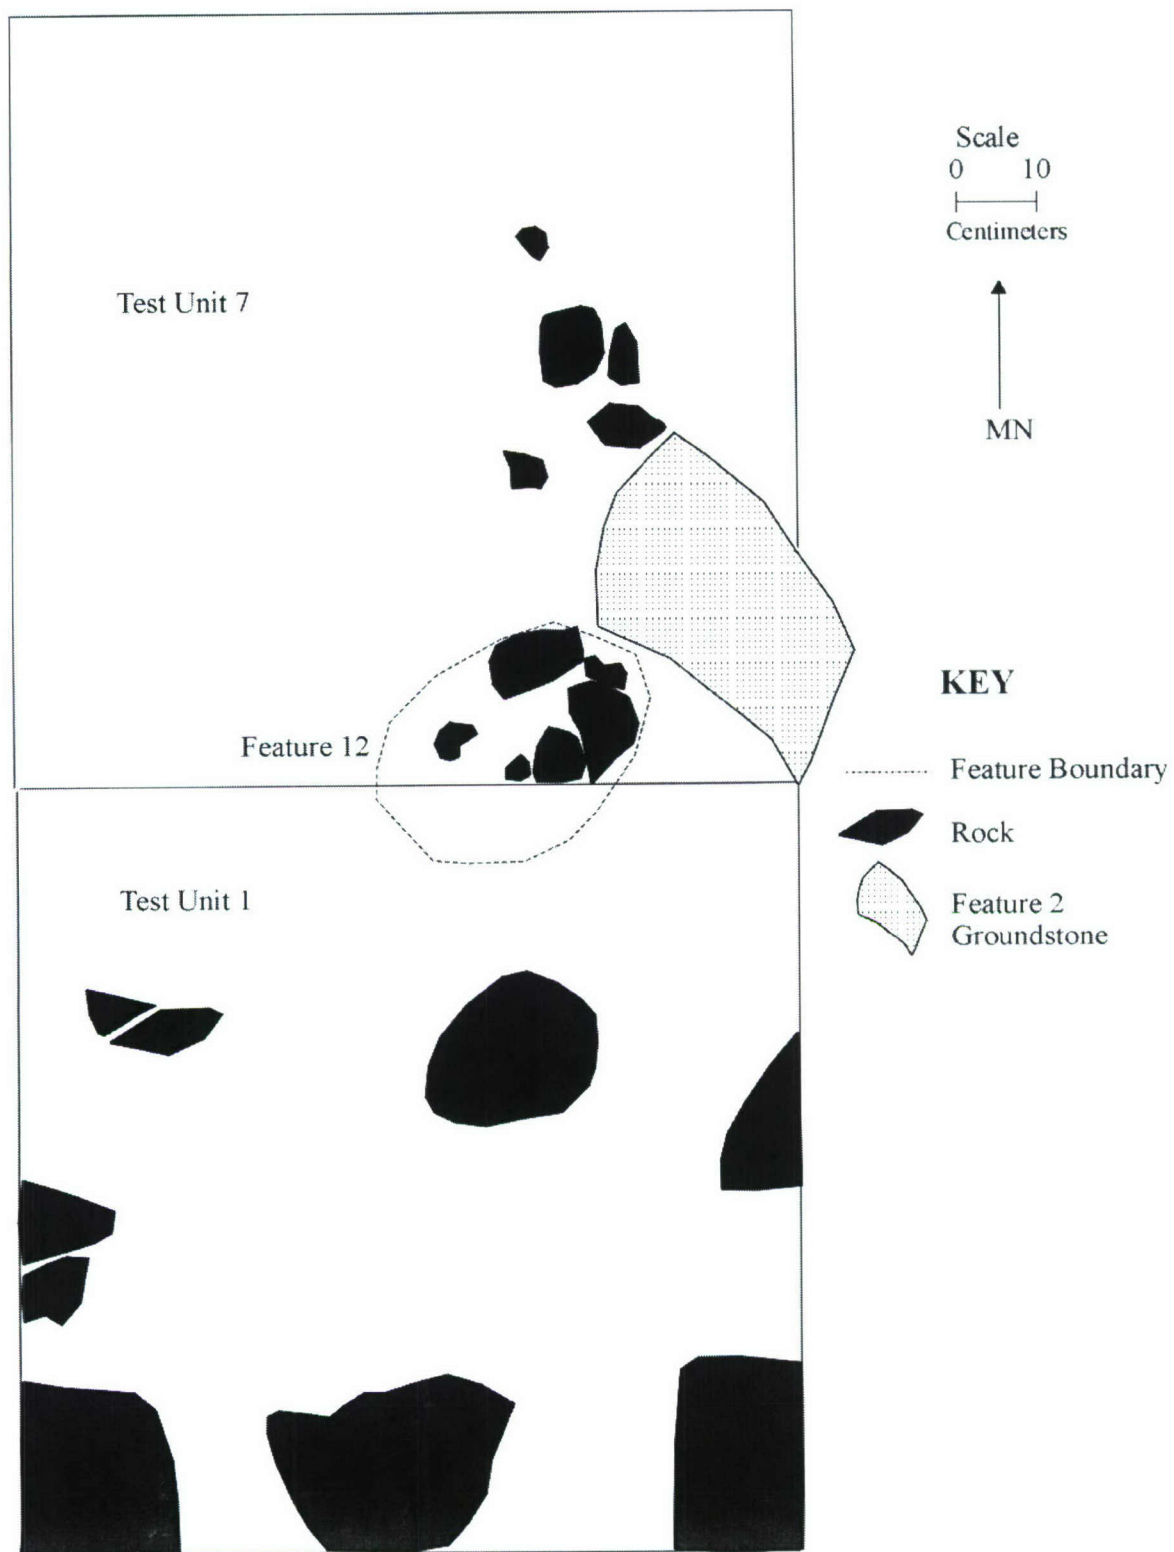 Scale
0 10
Centimeters
Test Unit 7
MN
KEY
Feature 12
Feature Boundary
Rock
Test Unit 1
Feature 2
Groundstone